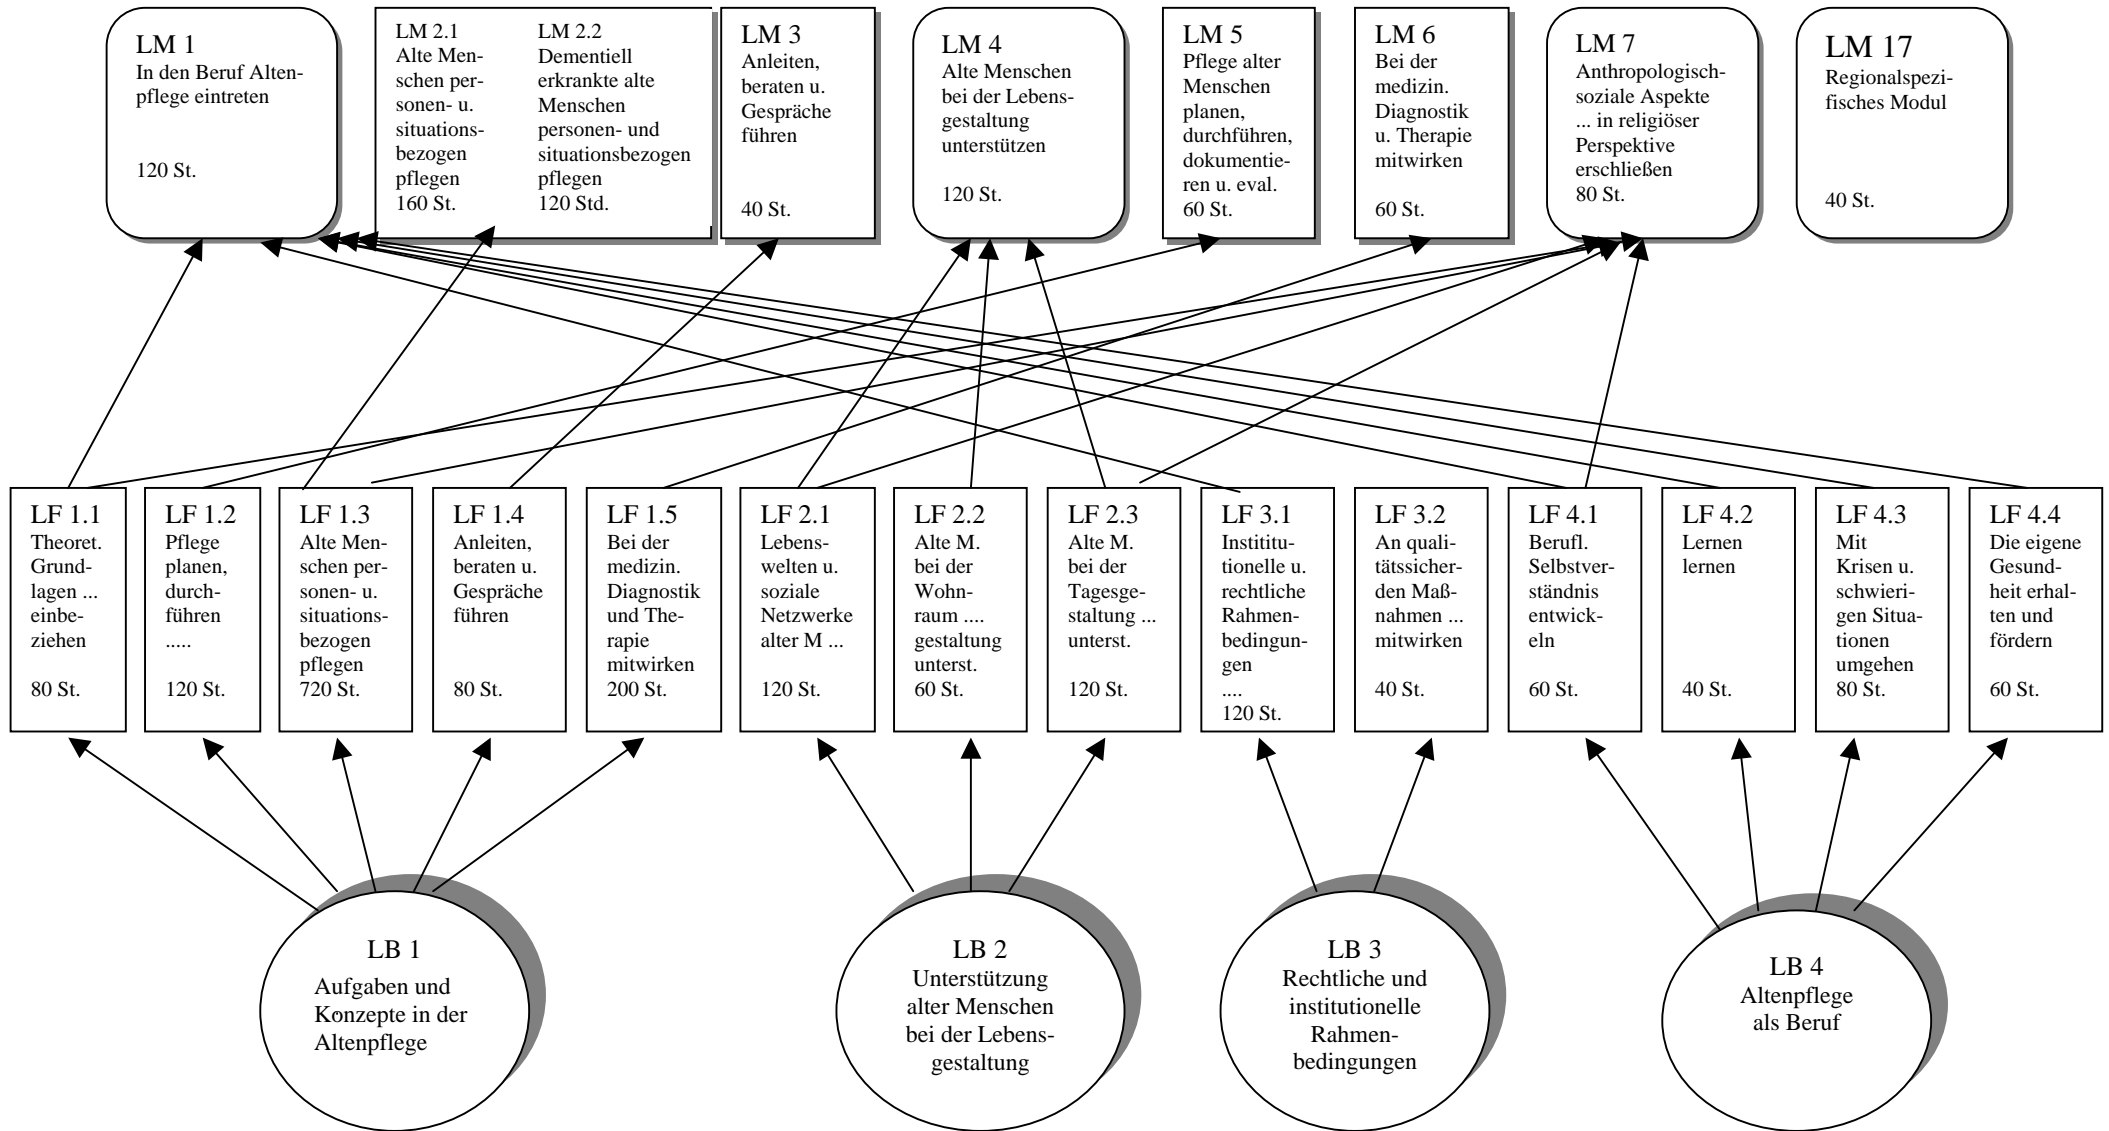 LM 1
In den Beruf Alten-
pflege eintreten
120 St.
LM 2.1
Alte Men-
schen per-
sonen- u.
situations-
bezogen
pflegen
160 St.
LM 2.2
Dementiell
erkrankte alte
Menschen
personen- und
situationsbezogen
pflegen
120 Std.
LM 3
Anleiten,
beraten u.
Gespräche
führen
40 St.
LM 4
Alte Menschen
bei der Lebens-
gestaltung
unterstützen
120 St.
LM 5
Pflege alter
Menschen
planen,
durchführen,
dokumentie-
ren u. eval.
60 St.
LM 6
Bei der
medizin.
Diagnostik
u. Therapie
mitwirken
60 St.
LM 7
Anthropologisch-
soziale Aspekte
... in religiöser
Perspektive
erschließen
80 St.
LM 17
Regionalspezi-
fisches Modul
40 St.
LF 1.1
Theoret.
Grund-
lagen ...
einbe-
ziehen
80 St.
LF 1.2
Pflege
planen,
durch-
führen
.....
120 St.
LF 1.3
Alte Men-
schen per-
sonen- u.
situations-
bezogen
pflegen
720 St.
LF 1.4
Anleiten,
beraten u.
Gespräche
führen
80 St.
LF 1.5
Bei der
medizin.
Diagnostik
und The-
rapie
mitwirken
200 St.
LF 2.1
Lebens-
welten u.
soziale
Netzwerke
alter M ...
120 St.
LF 2.2
Alte M.
bei der
Wohn-
raum ....
gestaltung
unterst.
60 St.
LF 2.3
Alte M.
bei der
Tagesge-
staltung ...
unterst.
120 St.
LF 3.1
Instititu-
tionelle u.
rechtliche
Rahmen-
bedingun-
gen
....
120 St.
LF 3.2
An quali-
tätssicher-
den Maß-
nahmen ...
mitwirken
40 St.
LF 4.1
Berufl.
Selbstver-
ständnis
entwick-
eln
60 St.
LF 4.2
Lernen
lernen
40 St.
LF 4.3
Mit
Krisen u.
schwieri-
gen Situa-
tionen
umgehen
80 St.
LF 4.4
Die eigene
Gesund-
heit erhal-
ten und
fördern
60 St.
LB 1
Aufgaben und
Konzepte in der
Altenpflege
LB 2
Unterstützung
alter Menschen
bei der Lebens-
gestaltung
LB 3
Rechtliche und
institutionelle
Rahmen-
bedingungen
LB 4
Altenpflege
als Beruf